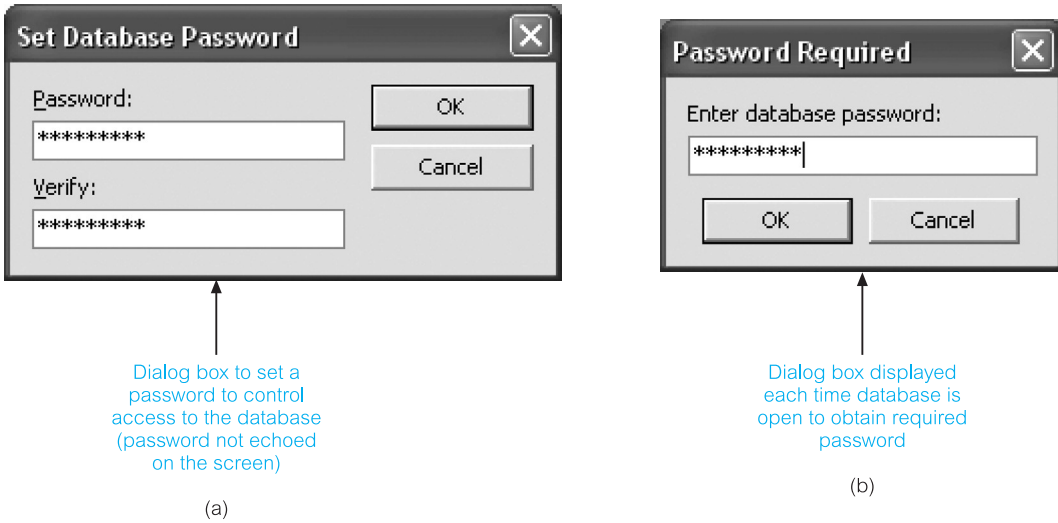 Set Database Password
Password:
*********
OK
Cancel
Verify:
*********
Dialog box to set a
password to control
access to the database
(password not echoed
on the screen)
(a)
Password Required
Enter database password:
*********
OK Cancel
Dialog box displayed
each time database is
open to obtain required
password
(b)